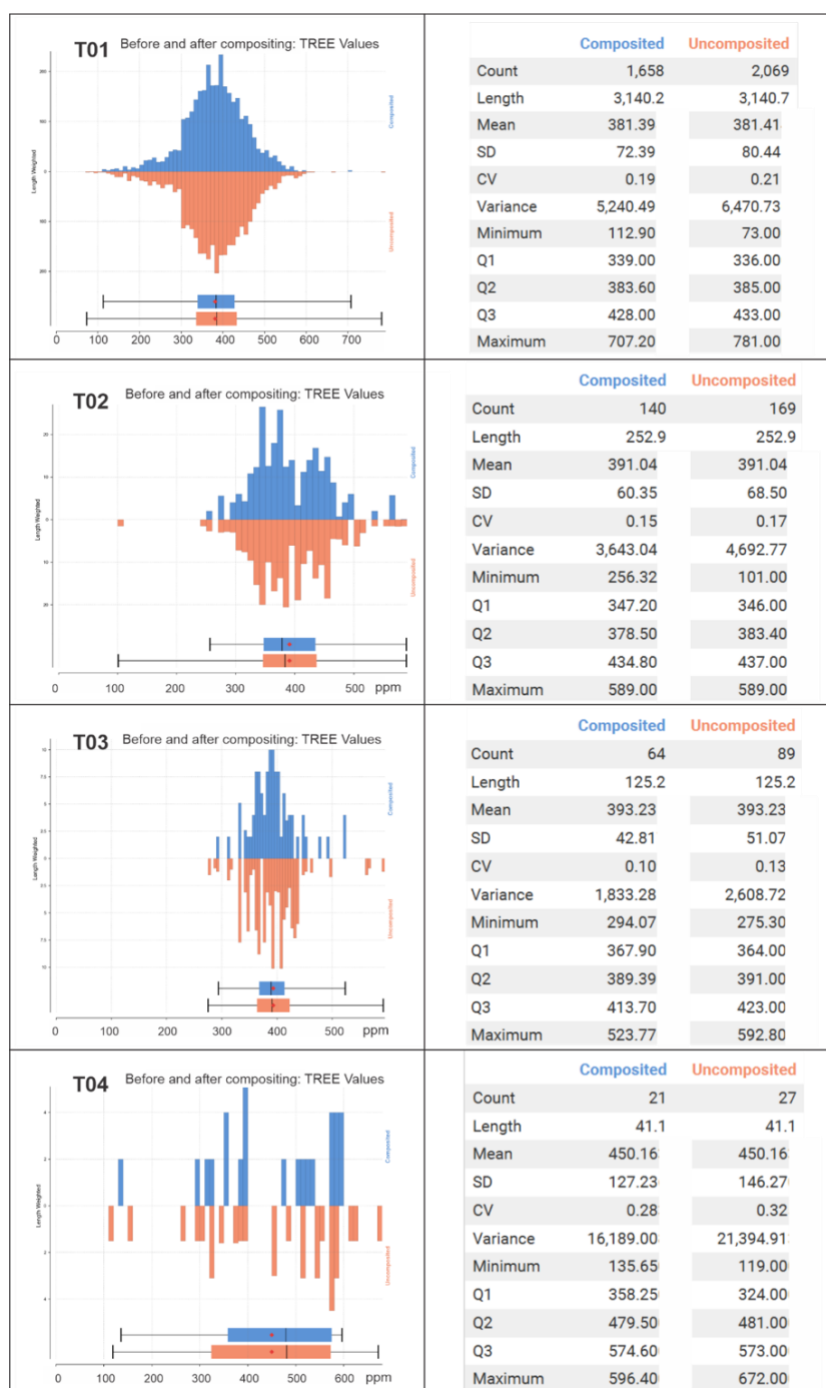 T01 Before and after compositing: TREE Values
Composited
Length Weighted
Uncomposited
0 100 200 300 400 500 600 700
Composited Uncomposited
Count 1,658 2,069
Length 3,140.2 3,140.7
Mean 381.39 381.41
SD 72.39 80.44
CV 0.19 0.21
Variance 5,240.49 6,470.73
Minimum 112.90 73.00
Q1 339.00 336.00
Q2 383.60 385.00
Q3 428.00 433.00
Maximum 707.20 781.00
T02 Before and after compositing: TREE Values
Composited
Length Weighted
Uncomposited
0 100 200 300 400 500 ppm
Composited Uncomposited
Count 140 169
Length 252.9 252.9
Mean 391.04 391.04
SD 60.35 68.50
CV 0.15 0.17
Variance 3,643.04 4,692.77
Minimum 256.32 101.00
Q1 347.20 346.00
Q2 378.50 383.40
Q3 434.80 437.00
Maximum 589.00 589.00
T03 Before and after compositing: TREE Values
Composited
Length Weighted
Uncomposited
0 100 200 300 400 500 ppm
Composited Uncomposited
Count 64 89
Length 125.2 125.2
Mean 393.23 393.23
SD 42.81 51.07
CV 0.10 0.13
Variance 1,833.28 2,608.72
Minimum 294.07 275.30
Q1 367.90 364.00
Q2 389.39 391.00
Q3 413.70 423.00
Maximum 523.77 592.80
T04 Before and after compositing: TREE Values
Composited
Length Weighted
Uncomposited
0 100 200 300 400 500 600 ppm
Composited Uncomposited
Count 21 27
Length 41.1 41.1
Mean 450.16 450.16
SD 127.23 146.27
CV 0.28 0.32
Variance 16,189.00 21,394.91
Minimum 135.65 119.00
Q1 358.25 324.00
Q2 479.50 481.00
Q3 574.60 573.00
Maximum 596.40 672.00